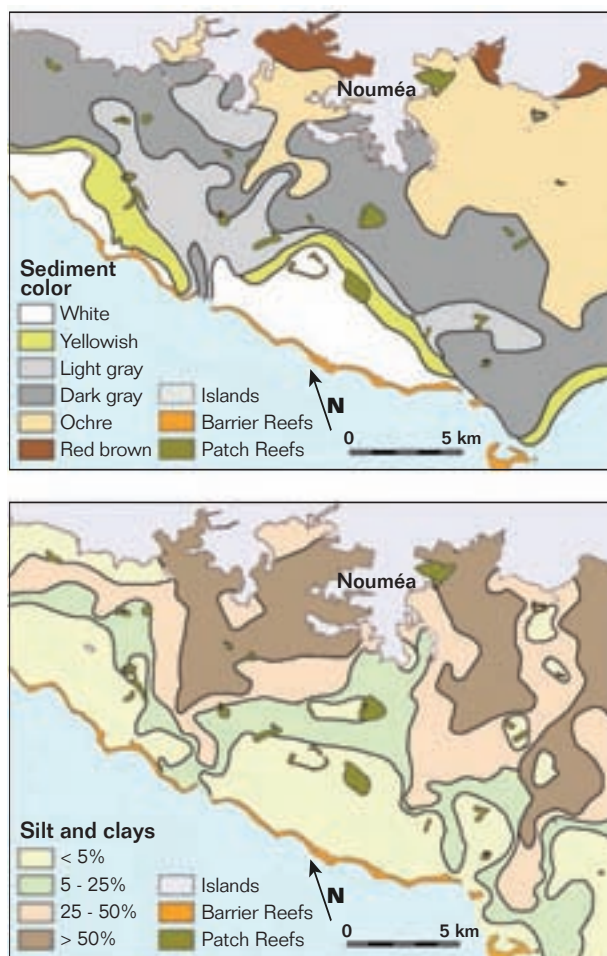 Nouméa
Sediment
color
White
Yellowish
Light gray
Dark gray
Ochre
Red brown
Islands
Barrier Reefs
Patch Reefs
N
0 5 km
Nouméa
Silt and clays
< 5%
5 - 25%
25 - 50%
> 50%
Islands
Barrier Reefs
Patch Reefs
N
0 5 km